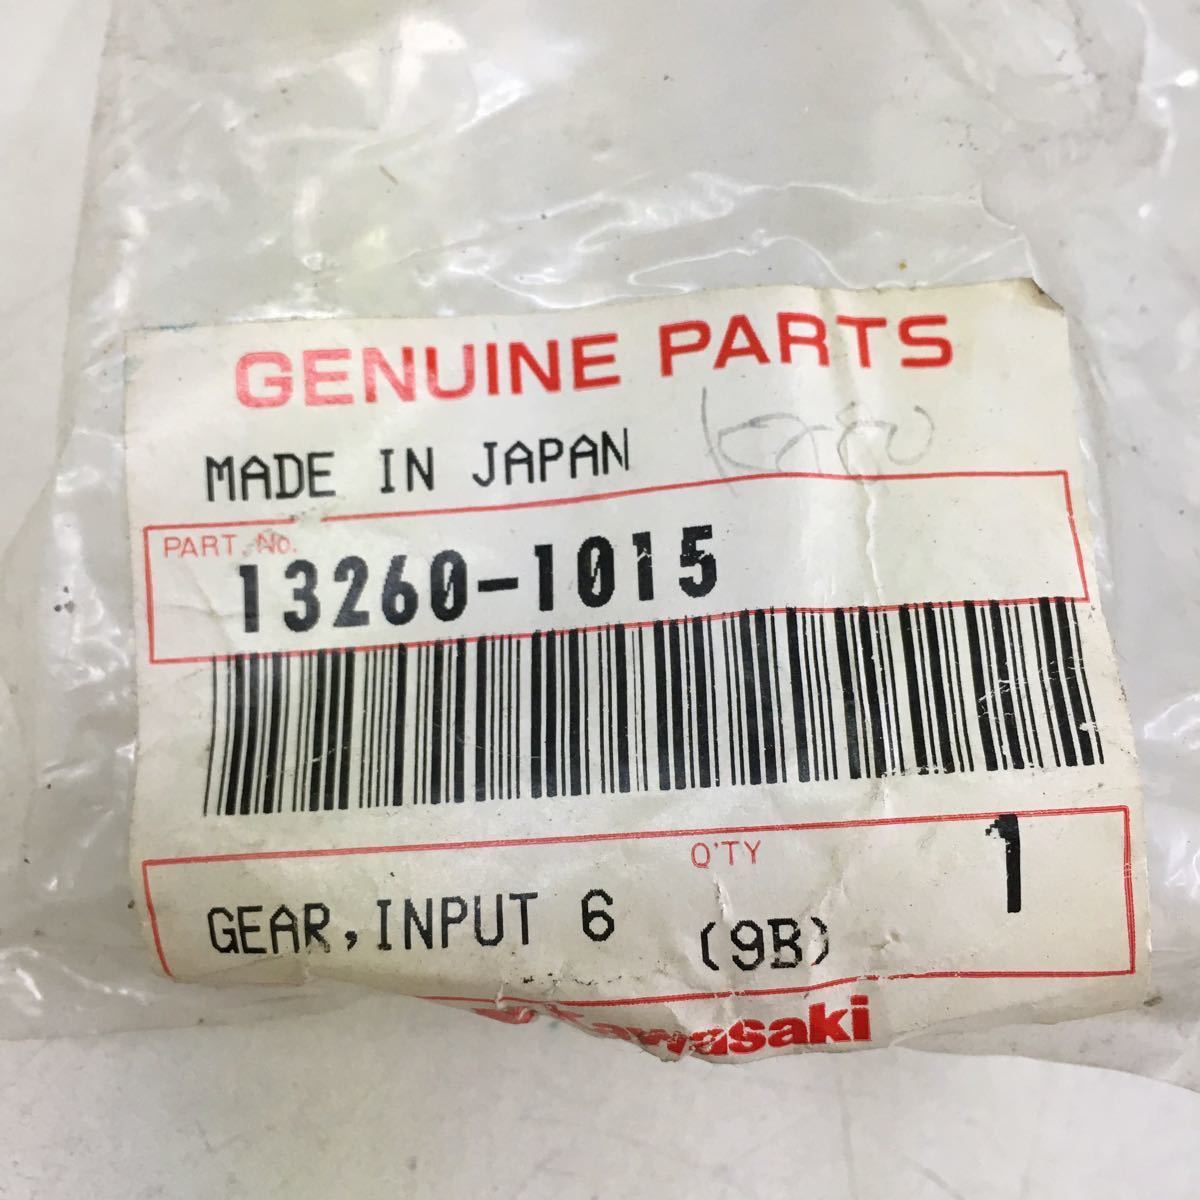 GENUINE PARTS
MADE IN JAPAN
PART No.
13260-1015
Q'TY
1
GEAR,INPUT 6
(9B)
Kawasaki